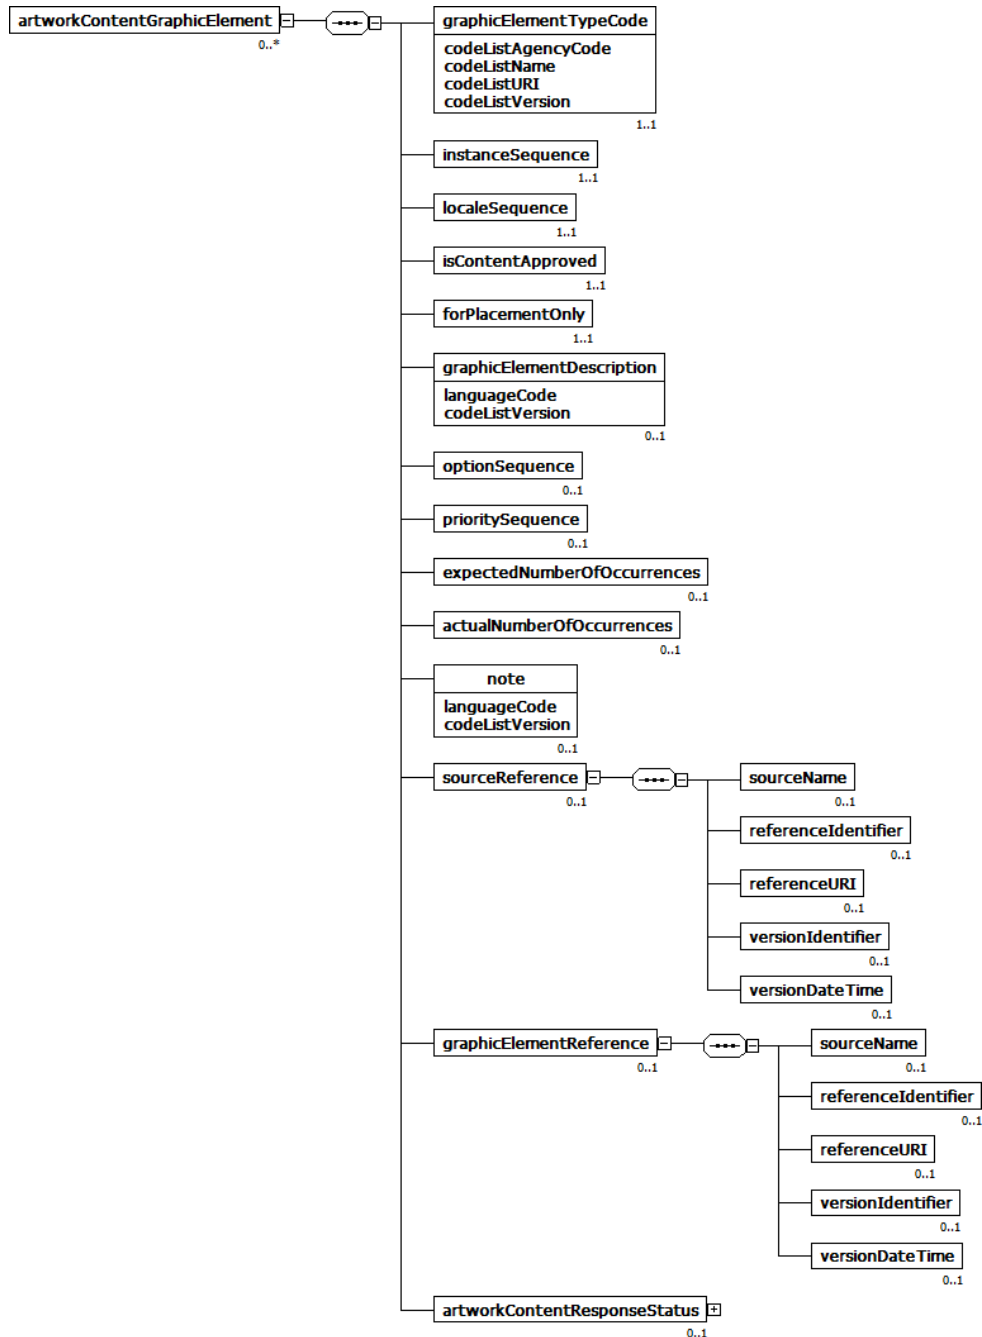 artworkContentGraphicElement
0..*
graphicElementTypeCode
codeListAgencyCode
codeListName
codeListURI
codeListVersion
1..1
instanceSequence
1..1
localeSequence
1..1
isContentApproved
1..1
forPlacementOnly
1..1
graphicElementDescription
languageCode
codeListVersion
0..1
optionSequence
0..1
prioritySequence
0..1
expectedNumberOfOccurrences
0..1
actualNumberOfOccurrences
0..1
note
languageCode
codeListVersion
0..1
sourceReference
0..1
sourceName
0..1
referenceIdentifier
0..1
referenceURI
0..1
versionIdentifier
0..1
versionDateTime
0..1
graphicElementReference
0..1
sourceName
0..1
referenceIdentifier
0..1
referenceURI
0..1
versionIdentifier
0..1
versionDateTime
0..1
artworkContentResponseStatus
0..1